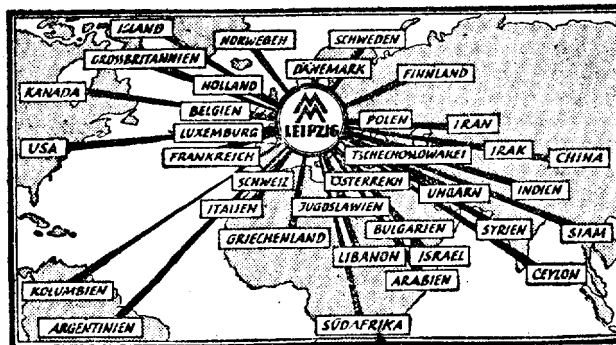 ISLAND
NORWEGEN
SCHWEDEN
GROSSBRITANNIEN
DÄNEMARK
FINNLAND
KANADA
HOLLAND
BELGIEN
MM
LEIPZIG
POLEN
IRAN
USA
LUXEMBURG
FRANKREICH
TSCHECHOSLOWAKEI
IRAK
CHINA
SCHWEIZ
ÖSTERREICH
UNGARN
INDIEN
ITALIEN
JUGOSLAWIEN
GRIECHENLAND
BULGARIEN
SYRIEN
SIAM
LIBANON
ISRAEL
CEYLON
ARABIEN
KOLUMBIEN
ARGENTINIEN
SÜDAFRIKA